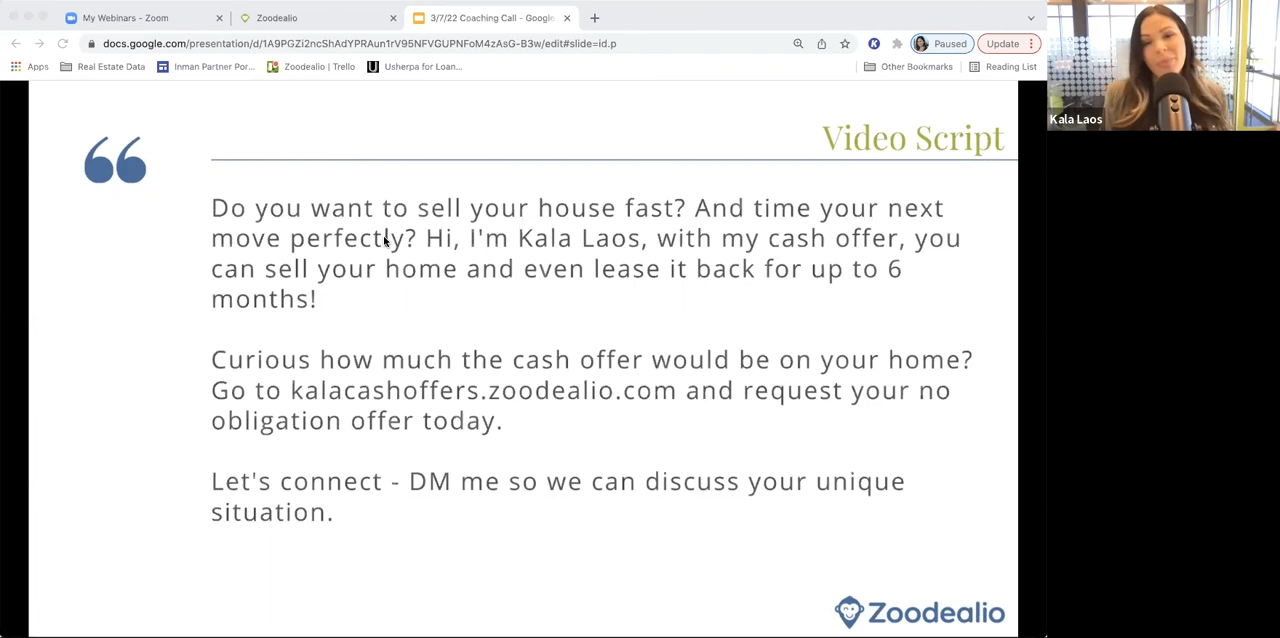 My Webinars - Zoom
Zoodealio
3/7/22 Coaching Call - Google
docs.google.com/presentation/d/1A9PGZi2ncShAdYPRAun1rV95NFVGUPNFoM4zAsG-B3w/edit#slide=id.p
Paused
Update
Apps
Real Estate Data
Inman Partner Por...
Zoodealio | Trello
Usherpa for Loan...
Other Bookmarks
Reading List
Kala Laos
Video Script
Do you want to sell your house fast? And time your next
move perfectly? Hi, I'm Kala Laos, with my cash offer, you
can sell your home and even lease it back for up to 6
months!
Curious how much the cash offer would be on your home?
Go to kalacashoffers.zoodealio.com and request your no
obligation offer today.
Let's connect - DM me so we can discuss your unique
situation.
Zoodealio